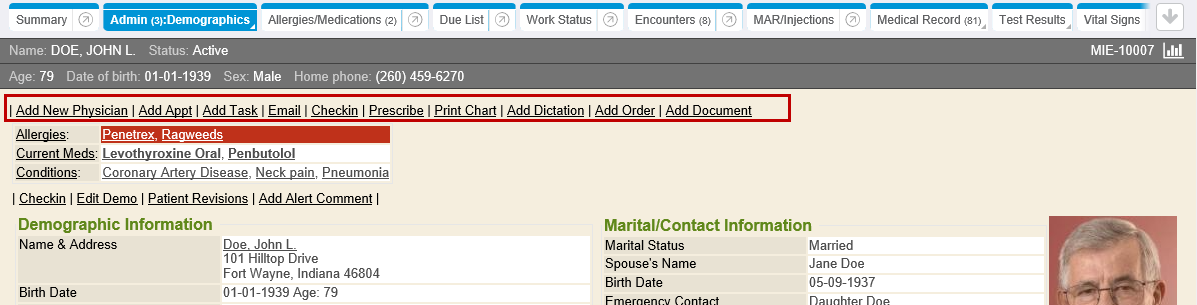 Summary Admin (3):Demographics Allergies/Medications (2) Due List Work Status Encounters (8) MAR/Injections Medical Record (81) Test Results Vital Signs
Name: DOE, JOHN L. Status: Active MIE-10007
Age: 79 Date of birth: 01-01-1939 Sex: Male Home phone: (260) 459-6270
| Add New Physician | Add Appt | Add Task | Email | Checkin | Prescribe | Print Chart | Add Dictation | Add Order | Add Document
Allergies: Penetrex, Ragweeds
Current Meds: Levothyroxine Oral, Penbutolol
Conditions: Coronary Artery Disease, Neck pain, Pneumonia
| Checkin | Edit Demo | Patient Revisions | Add Alert Comment |
Demographic Information
Name & Address Doe, John L.
101 Hilltop Drive
Fort Wayne, Indiana 46804
Birth Date 01-01-1939 Age: 79
Marital/Contact Information
Marital Status Married
Spouse's Name Jane Doe
Birth Date 05-09-1937
Emergency Contact Daughter Doe